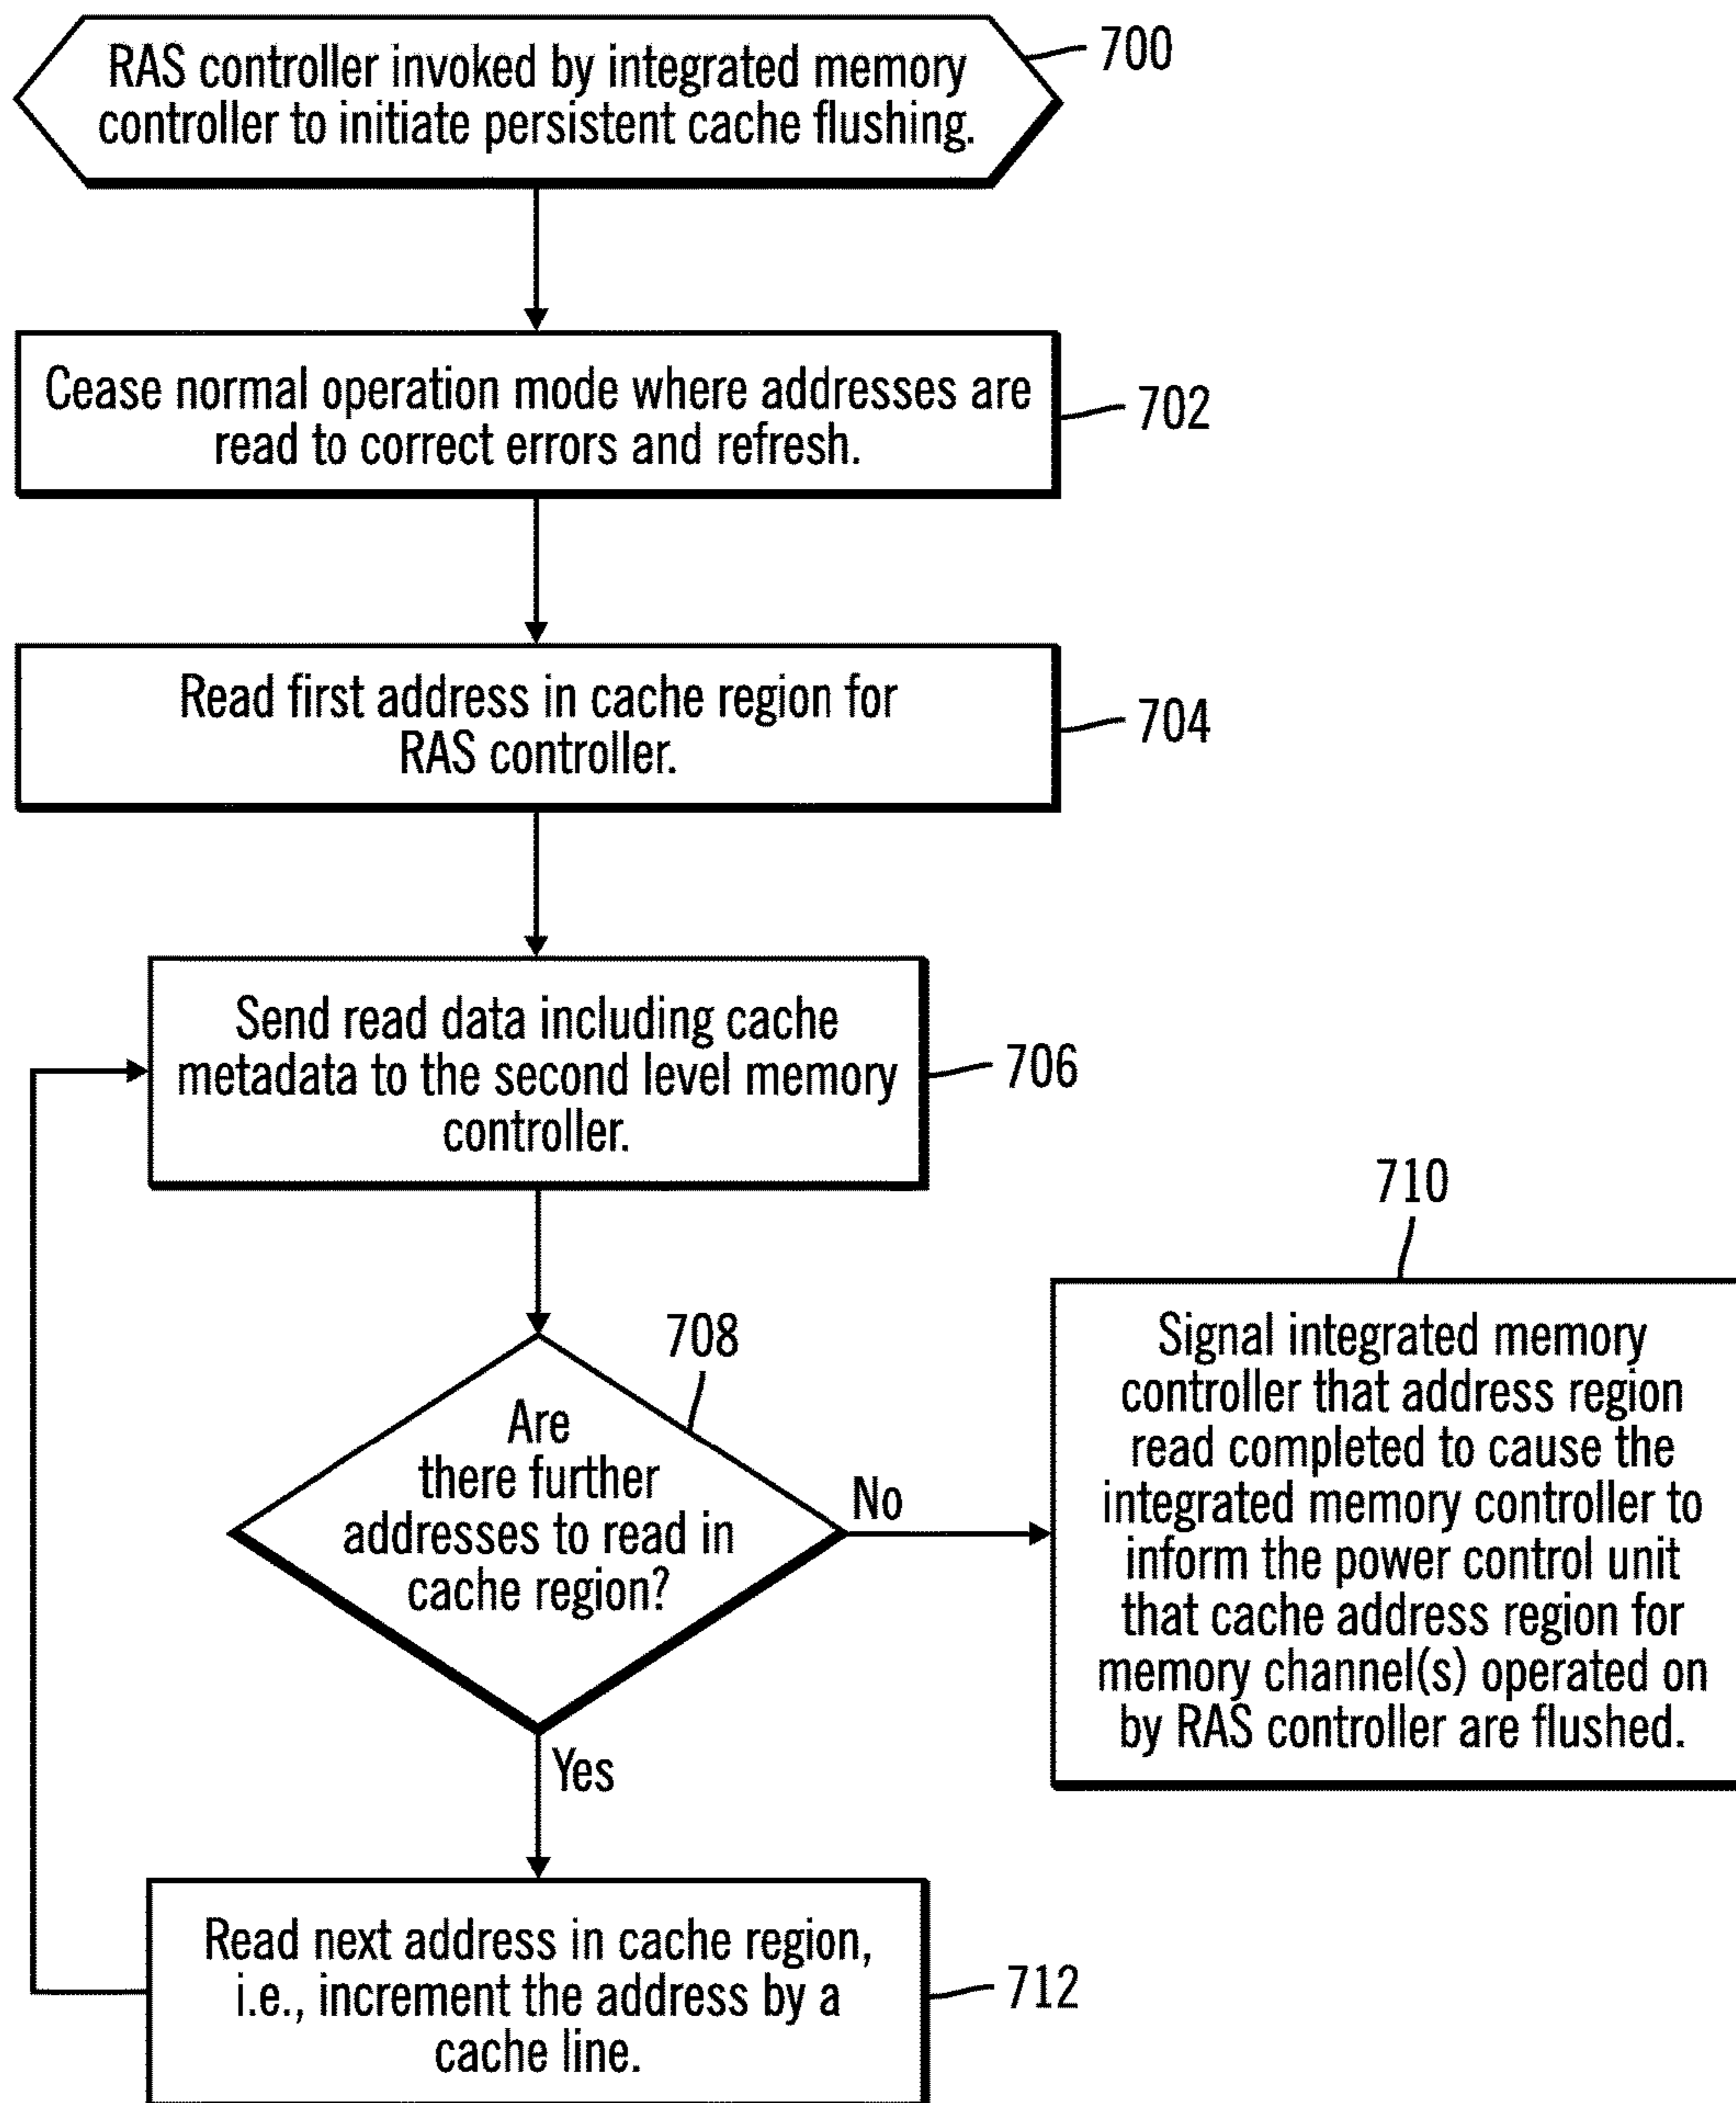 RAS controller invoked by integrated memory
controller to initiate persistent cache flushing.
700
Cease normal operation mode where addresses are
read to correct errors and refresh.
702
Read first address in cache region for
RAS controller.
704
Send read data including cache
metadata to the second level memory
controller.
706
708
Are
there further
addresses to read in
cache region?
No
Yes
710
Signal integrated memory
controller that address region
read completed to cause the
integrated memory controller to
inform the power control unit
that cache address region for
memory channel(s) operated on
by RAS controller are flushed.
Read next address in cache region,
i.e., increment the address by a
cache line.
712